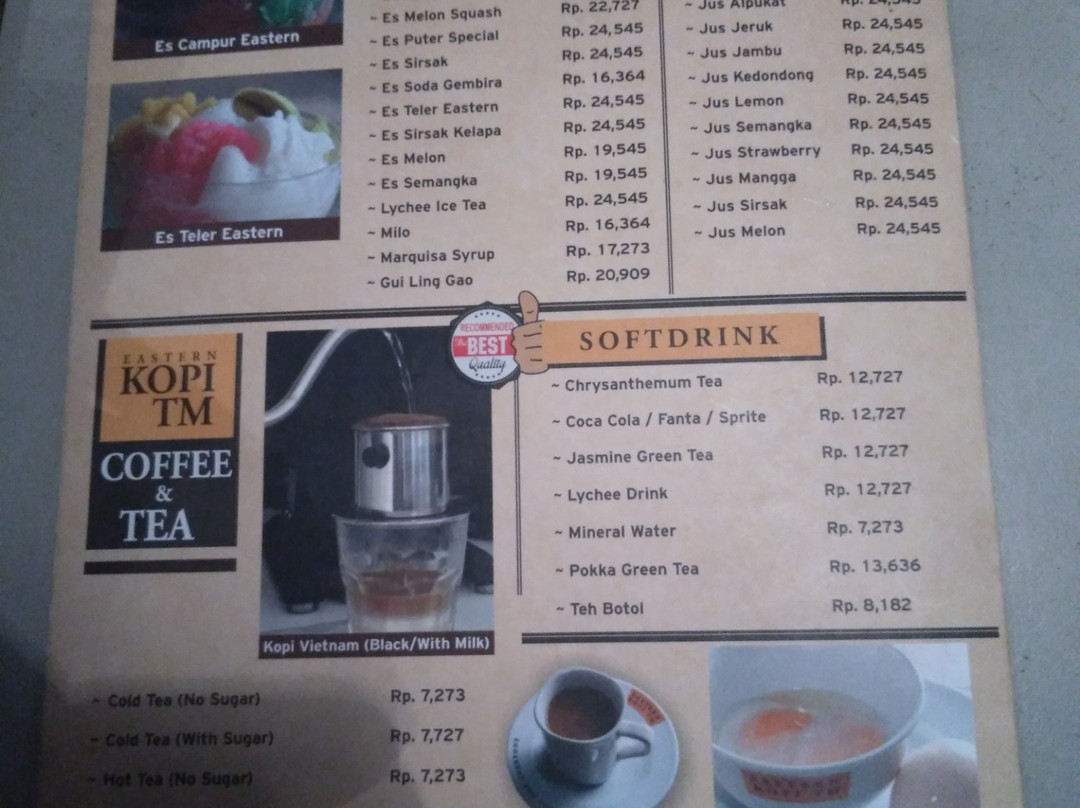 Es Campur Eastern
Es Teler Eastern
~ Es Melon Squash Rp. 22,727
~ Es Puter Special Rp. 24,545
~ Es Sirsak Rp. 24,545
~ Es Soda Gembira Rp. 16,364
~ Es Teler Eastern Rp. 24,545
~ Es Sirsak Kelapa Rp. 24,545
~ Es Melon Rp. 19,545
~ Es Semangka Rp. 19,545
~ Lychee Ice Tea Rp. 24,545
~ Milo Rp. 16,364
~ Marquisa Syrup Rp. 17,273
~ Gui Ling Gao Rp. 20,909
~ Jus Alpukat Rp. 24,545
~ Jus Jeruk Rp. 24,545
~ Jus Jambu Rp. 24,545
~ Jus Kedondong Rp. 24,545
~ Jus Lemon Rp. 24,545
~ Jus Semangka Rp. 24,545
~ Jus Strawberry Rp. 24,545
~ Jus Mangga Rp. 24,545
~ Jus Sirsak Rp. 24,545
~ Jus Melon Rp. 24,545
EASTERN
KOPI
TM
COFFEE
&
TEA
Kopi Vietnam (Black/With Milk)
RECOMMENDED
The BEST
Quality
SOFTDRINK
~ Chrysanthemum Tea Rp. 12,727
~ Coca Cola / Fanta / Sprite Rp. 12,727
~ Jasmine Green Tea Rp. 12,727
~ Lychee Drink Rp. 12,727
~ Mineral Water Rp. 7,273
~ Pokka Green Tea Rp. 13,636
~ Teh Botol Rp. 8,182
~ Cold Tea (No Sugar) Rp. 7,273
~ Cold Tea (With Sugar) Rp. 7,727
~ Hot Tea (No Sugar) Rp. 7,273